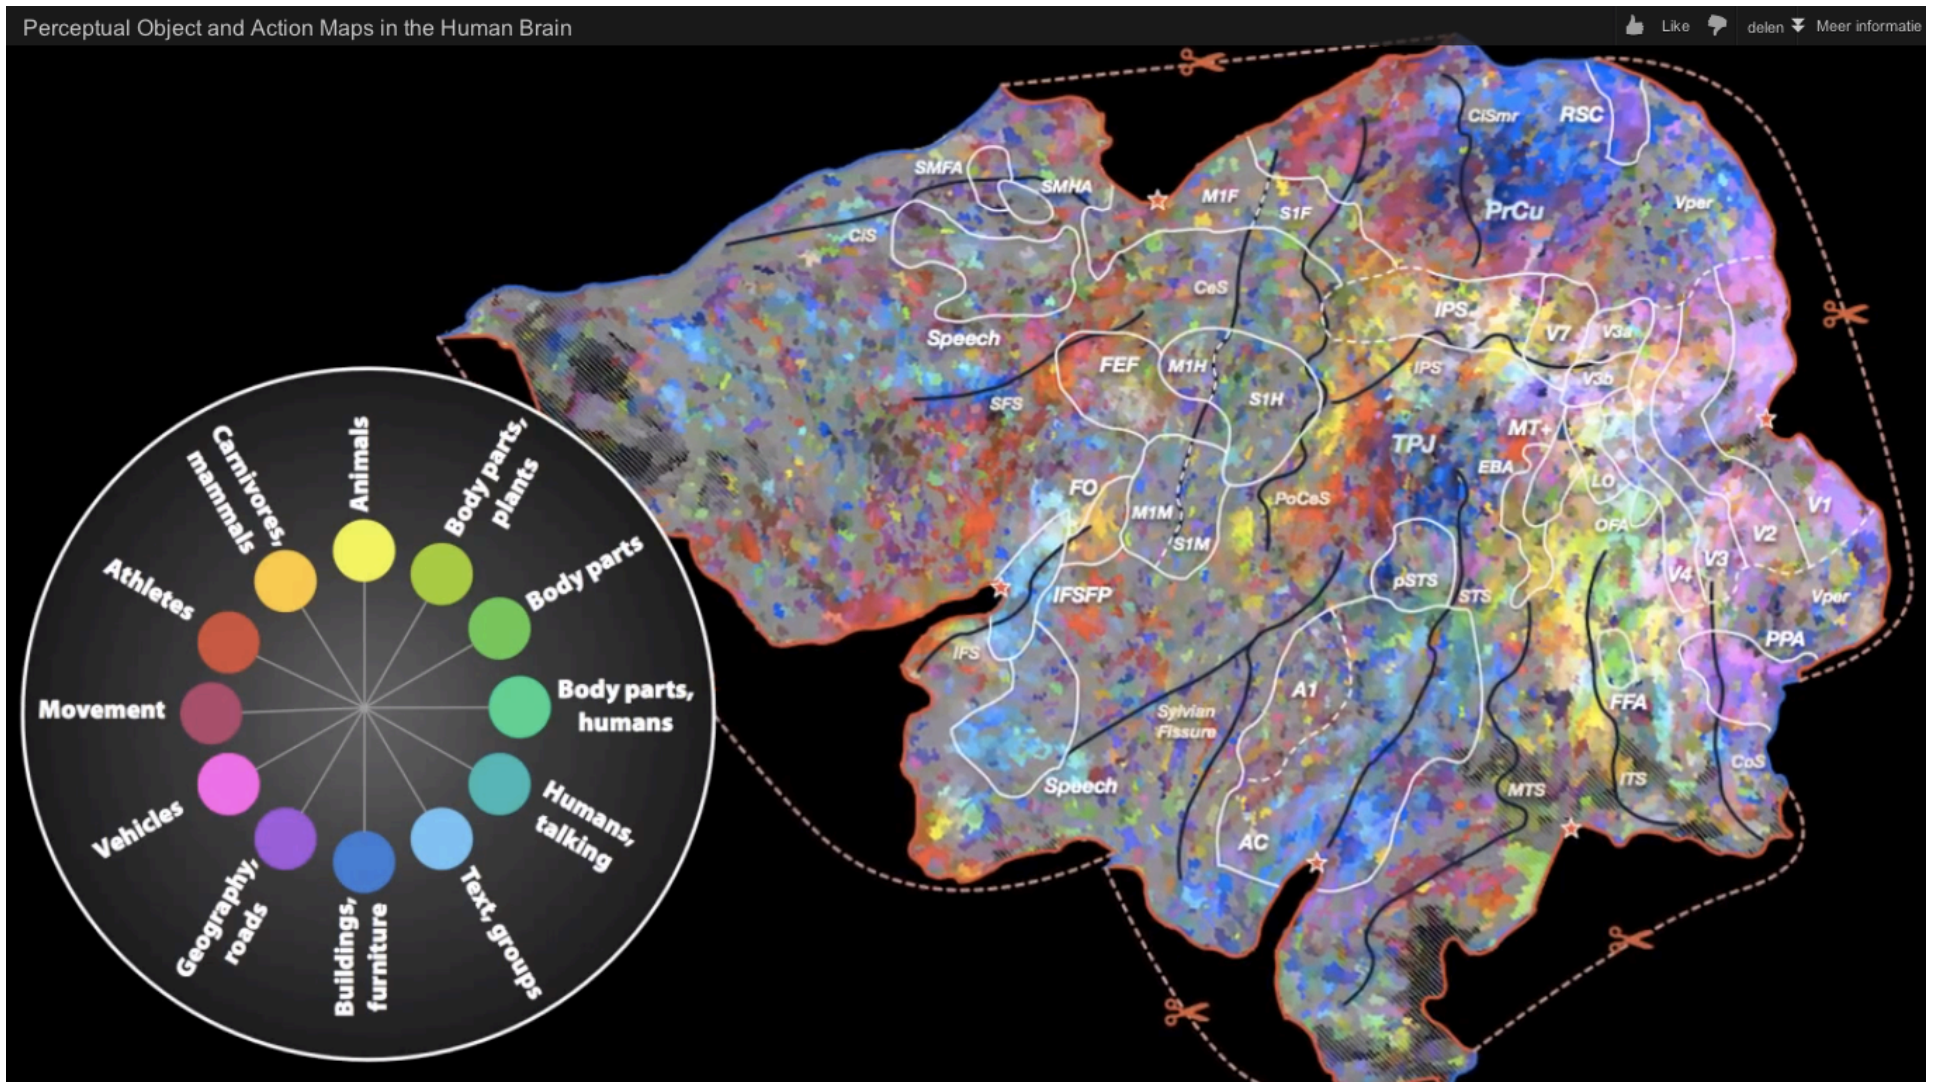 Perceptual Object and Action Maps in the Human Brain
Like
delen
Meer informatie
CiSmr
RSC
SMFA
SMHA
M1F
S1F
PrCu
Vper
CiS
CeS
IPS
V7
V3a
Speech
FEF
M1H
S1H
IPS
V3b
SFS
TPJ
MT+
EBA
LO
FO
PoCeS
M1M
OFA
V1
S1M
V2
V3
pSTS
V4
IFSFP
STS
Vper
IFS
PPA
A1
FFA
Sylvian
Fissure
CoS
Speech
MTS
ITS
AC
Animals
Body parts,
plants
Body parts
Body parts,
humans
Humans,
talking
Text, groups
Buildings,
furniture
Geography,
roads
Vehicles
Movement
Athletes
Carnivores,
mammals